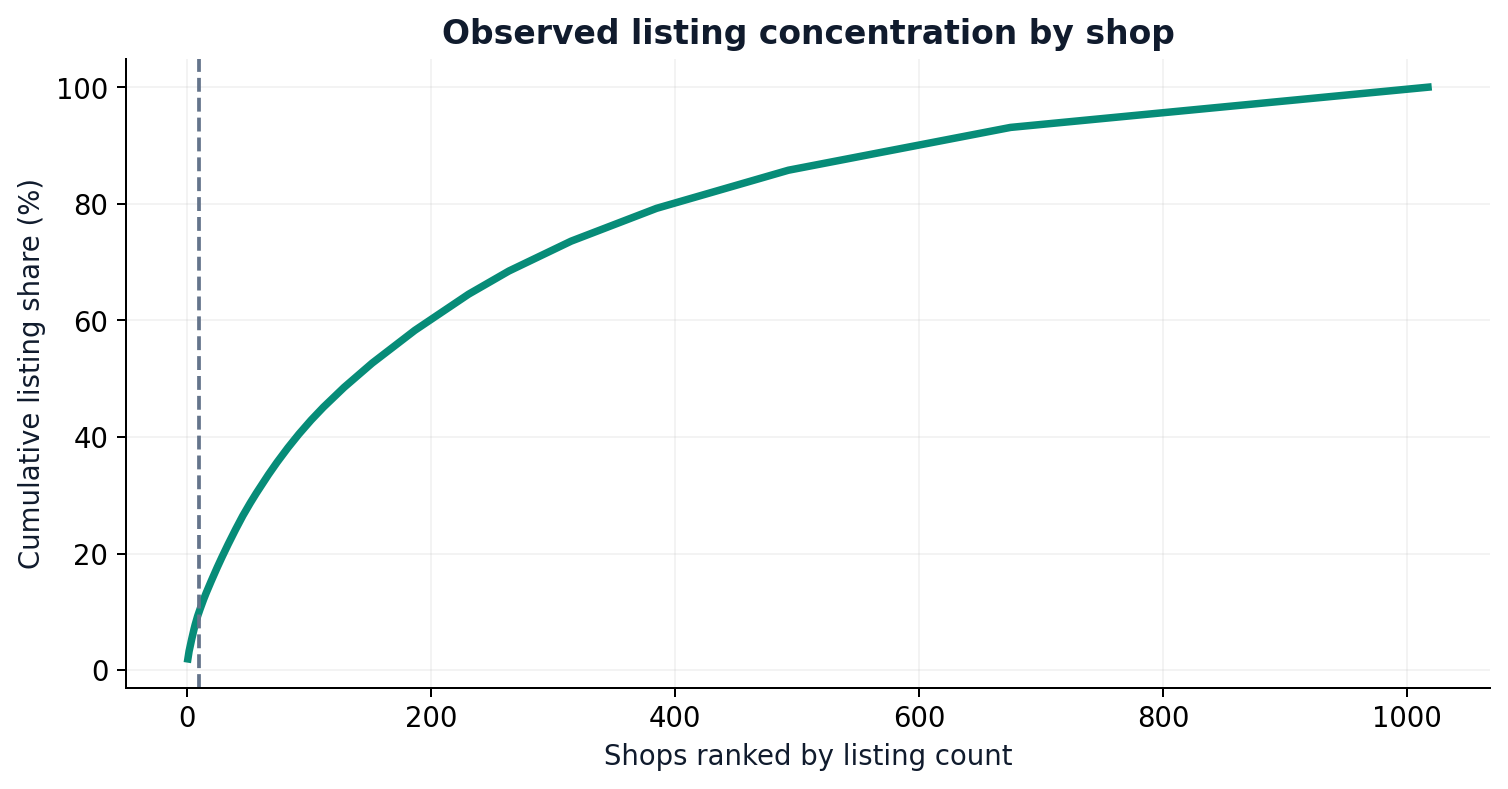 Observed listing concentration by shop
Cumulative listing share (%)
100
80
60
40
20
0
0 200 400 600 800 1000
Shops ranked by listing count